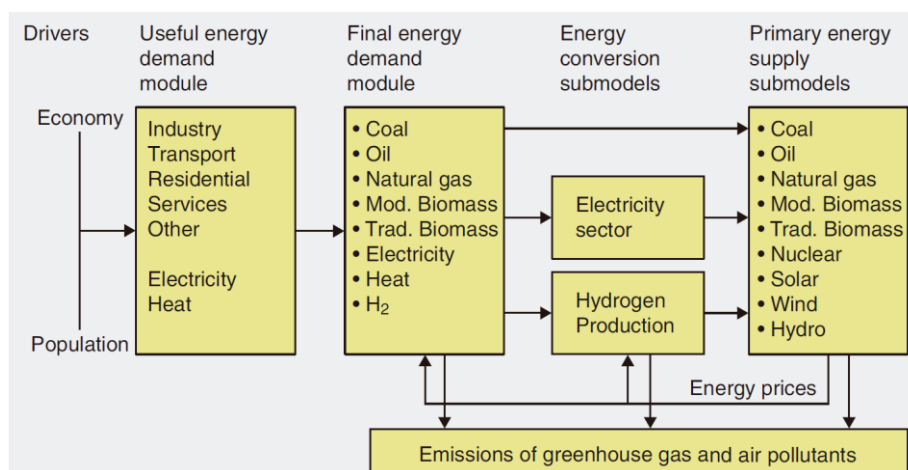 Drivers
Useful energy
demand
module
Final energy
demand
module
Energy
conversion
submodels
Primary energy
supply
submodels
Economy
Population
Industry
Transport
Residential
Services
Other
Electricity
Heat
• Coal
• Oil
• Natural gas
• Mod. Biomass
• Trad. Biomass
• Electricity
• Heat
• H₂
Electricity
sector
Hydrogen
Production
• Coal
• Oil
• Natural gas
• Mod. Biomass
• Trad. Biomass
• Nuclear
• Solar
• Wind
• Hydro
Energy prices
Emissions of greenhouse gas and air pollutants